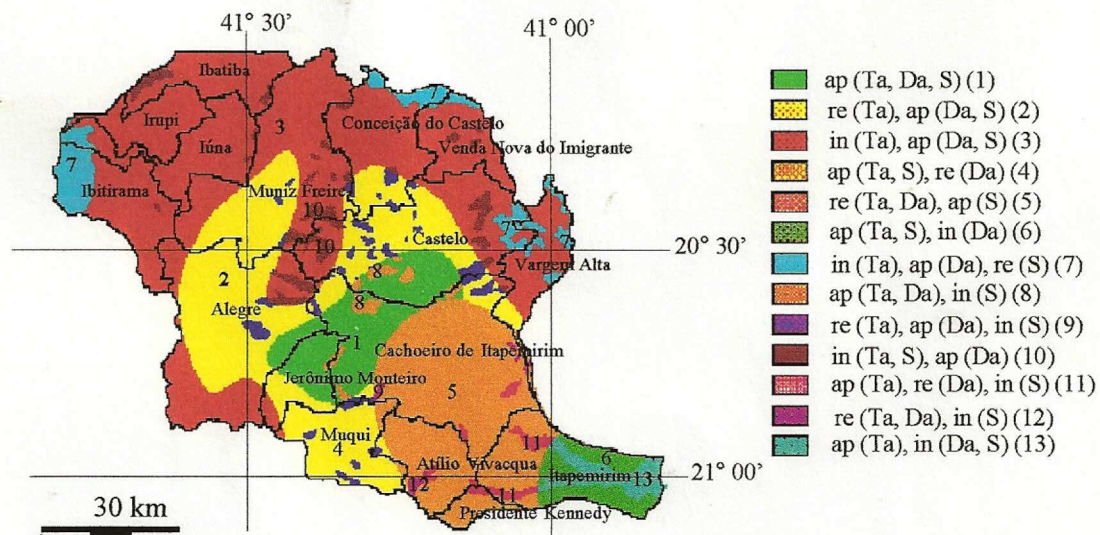 41° 30’
41° 00’
Ibatiba
7
Irupi
3
Conceição do Castelo
Iúna
Venda Nova do Imigrante
7
Ibitirama
Muniz Freire
10
7
7
Castelo
10
20° 30’
8
Vargem Alta
2
8
Alegre
1
Cachoeiro de Itapemirim
Jerônimo Monteiro
9
5
Muqui
4
11
6
Atílio Vivacqua
Itapemirim
13
21° 00’
12
11
Presidente Kennedy
30 km
ap (Ta, Da, S) (1)
re (Ta), ap (Da, S) (2)
in (Ta), ap (Da, S) (3)
ap (Ta, S), re (Da) (4)
re (Ta, Da), ap (S) (5)
ap (Ta, S), in (Da) (6)
in (Ta), ap (Da), re (S) (7)
ap (Ta, Da), in (S) (8)
re (Ta), ap (Da), in (S) (9)
in (Ta, S), ap (Da) (10)
ap (Ta), re (Da), in (S) (11)
re (Ta, Da), in (S) (12)
ap (Ta), in (Da, S) (13)